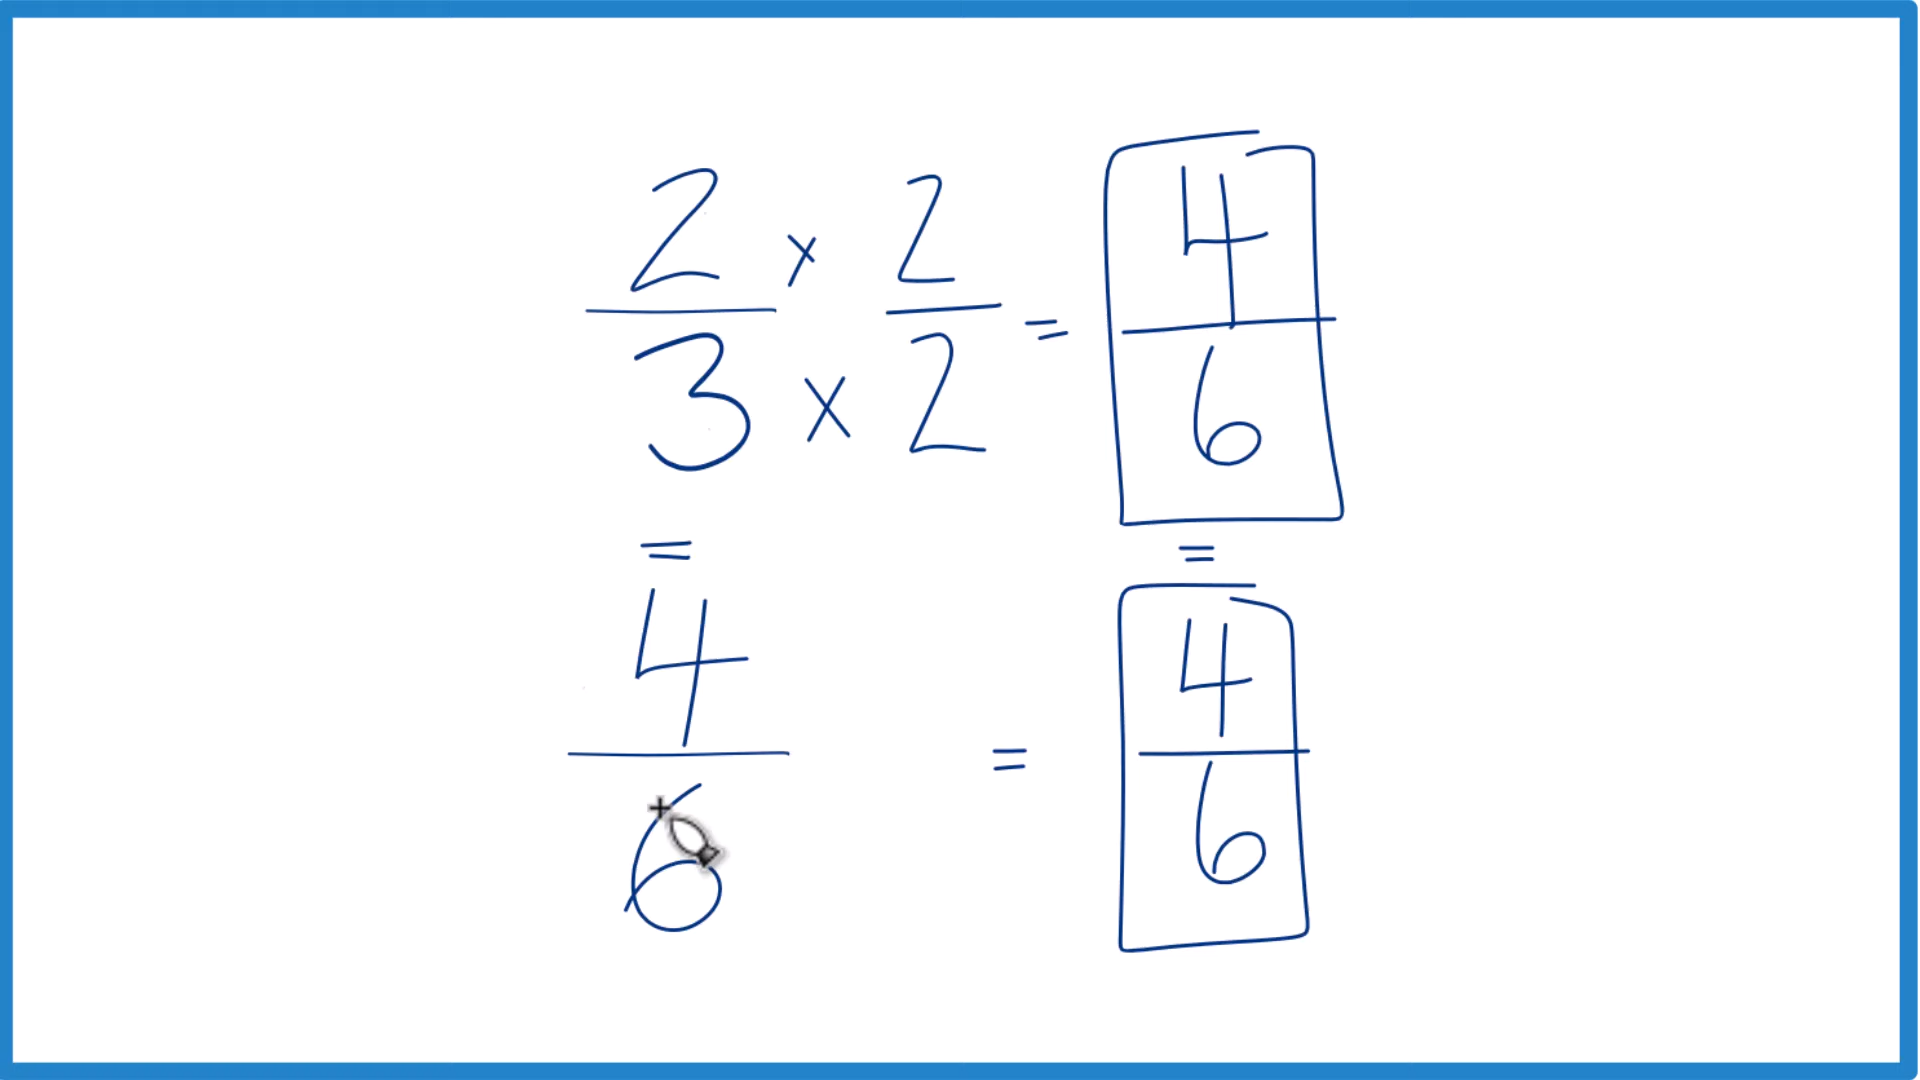 2 x 2 = 4
3 x 2 6
= =
4 = 4
6 6